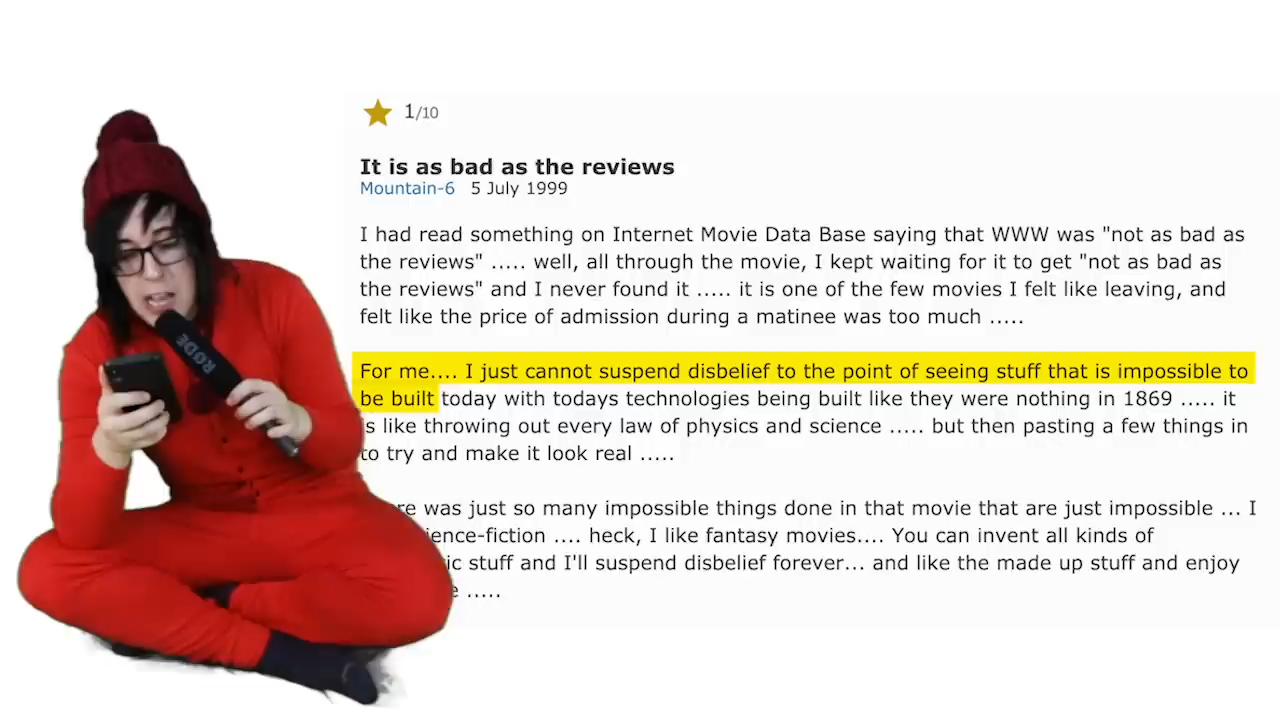 1/10
It is as bad as the reviews
Mountain-6 5 July 1999
I had read something on Internet Movie Data Base saying that WWW was "not as bad as
the reviews" ..... well, all through the movie, I kept waiting for it to get "not as bad as
the reviews" and I never found it ..... it is one of the few movies I felt like leaving, and
felt like the price of admission during a matinee was too much .....
For me.... I just cannot suspend disbelief to the point of seeing stuff that is impossible to
be built today with todays technologies being built like they were nothing in 1869 ..... it
is like throwing out every law of physics and science ..... but then pasting a few things in
to try and make it look real .....
was just so many impossible things done in that movie that are just impossible ... I
.... heck, I like fantasy movies.... You can invent all kinds of
stuff and I'll suspend disbelief forever... and like the made up stuff and enjoy
.....
RØDE